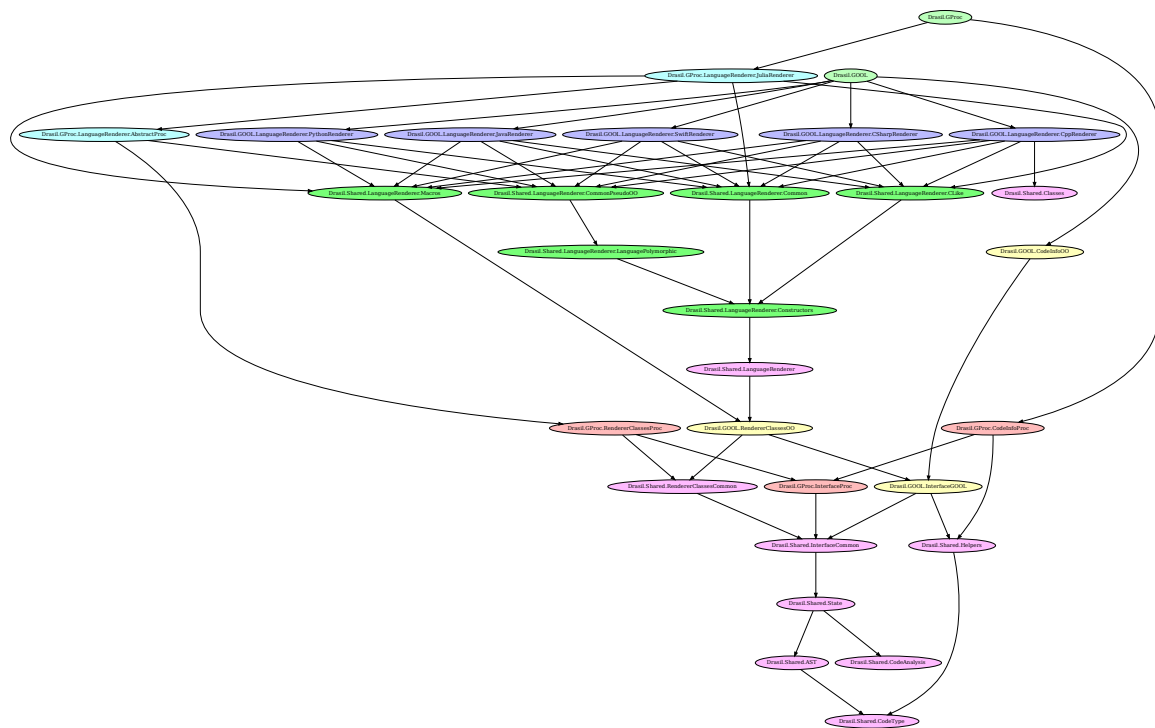 Drasil.GProc
Drasil.GProc.LanguageRenderer.JuliaRenderer
Drasil.GOOL
Drasil.GProc.LanguageRenderer.AbstractProc
Drasil.GOOL.LanguageRenderer.PythonRenderer
Drasil.GOOL.LanguageRenderer.JavaRenderer
Drasil.GOOL.LanguageRenderer.SwiftRenderer
Drasil.GOOL.LanguageRenderer.CSharpRenderer
Drasil.GOOL.LanguageRenderer.CppRenderer
Drasil.Shared.LanguageRenderer.Macros
Drasil.Shared.LanguageRenderer.CommonPseudoOO
Drasil.Shared.LanguageRenderer.Common
Drasil.Shared.LanguageRenderer.CLike
Drasil.Shared.Classes
Drasil.Shared.LanguageRenderer.LanguagePolymorphic
Drasil.GOOL.CodeInfoOO
Drasil.Shared.LanguageRenderer.Constructors
Drasil.Shared.LanguageRenderer
Drasil.GProc.RendererClassesProc
Drasil.GOOL.RendererClassesOO
Drasil.GProc.CodeInfoProc
Drasil.Shared.RendererClassesCommon
Drasil.GProc.InterfaceProc
Drasil.GOOL.InterfaceGOOL
Drasil.Shared.InterfaceCommon
Drasil.Shared.Helpers
Drasil.Shared.State
Drasil.Shared.AST
Drasil.Shared.CodeAnalysis
Drasil.Shared.CodeType